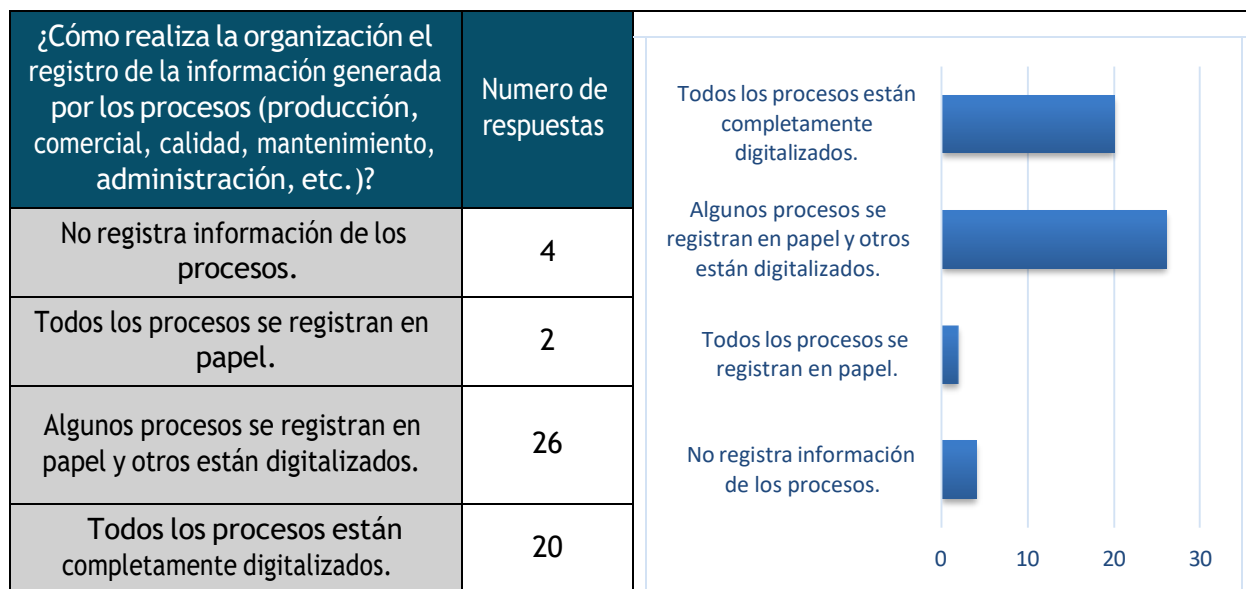 ¿Cómo realiza la organización el
registro de la información generada
por los procesos (producción,
comercial, calidad, mantenimiento,
administración, etc.)?
Numero de
respuestas
No registra información de los
procesos.
4
Todos los procesos se registran en
papel.
2
Algunos procesos se registran en
papel y otros están digitalizados.
26
Todos los procesos están
completamente digitalizados.
20
Todos los procesos están
completamente
digitalizados.
Algunos procesos se
registran en papel y otros
están digitalizados.
Todos los procesos se
registran en papel.
No registra información
de los procesos.
0 10 20 30